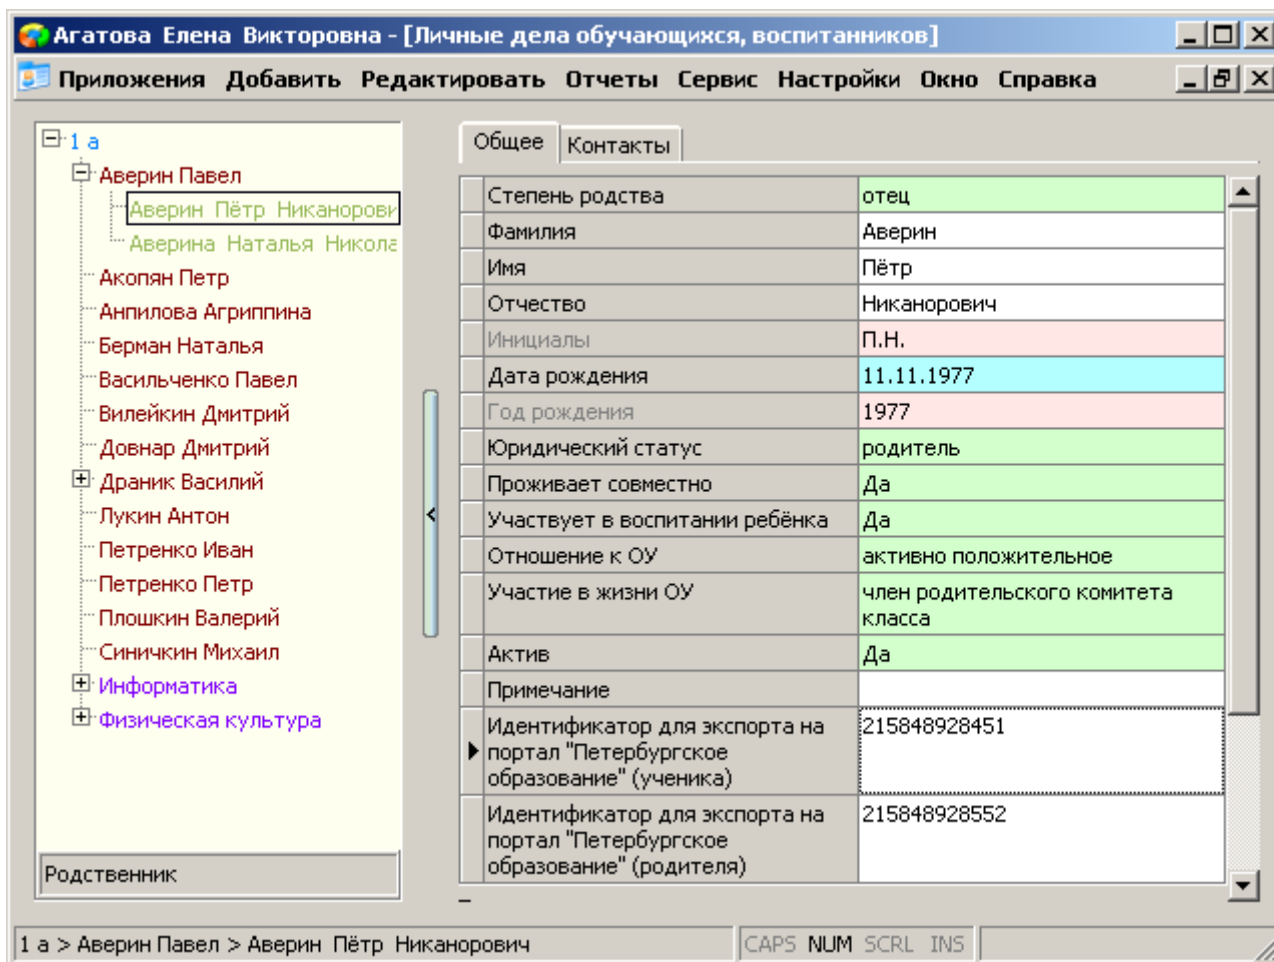 Агатова Елена Викторовна - [Личные дела обучающихся, воспитанников]
Приложения Добавить Редактировать Отчеты Сервис Настройки Окно Справка
1 а
Аверин Павел
Аверин Пётр Никанорови
Аверина Наталья Никола
Акопян Петр
Анпилова Агриппина
Берман Наталья
Васильченко Павел
Вилейкин Дмитрий
Довнар Дмитрий
Драник Василий
Лукин Антон
Петренко Иван
Петренко Петр
Плошкин Валерий
Синичкин Михаил
Информатика
Физическая культура
Родственник
Общее Контакты
Степень родства отец
Фамилия Аверин
Имя Пётр
Отчество Никанорович
Инициалы П.Н.
Дата рождения 11.11.1977
Год рождения 1977
Юридический статус родитель
Проживает совместно Да
Участвует в воспитании ребёнка Да
Отношение к ОУ активно положительное
Участие в жизни ОУ член родительского комитета
класса
Актив Да
Примечание
Идентификатор для экспорта на 215848928451
портал "Петербургское
образование" (ученика)
Идентификатор для экспорта на 215848928552
портал "Петербургское
образование" (родителя)
1 а > Аверин Павел > Аверин Пётр Никанорович CAPS NUM SCRL INS